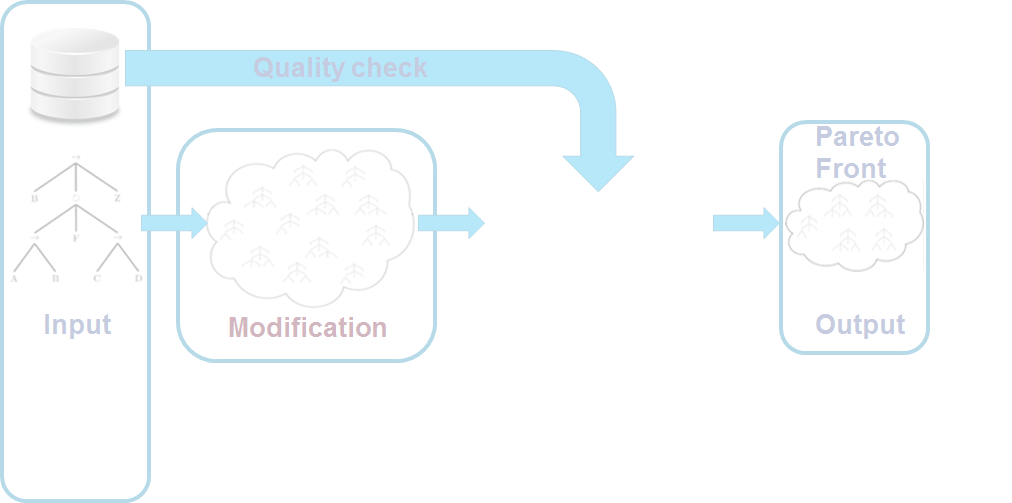 Quality check
Pareto
Front
→
B
Z
→
F
→
A
B
C
D
Input
Modification
Output